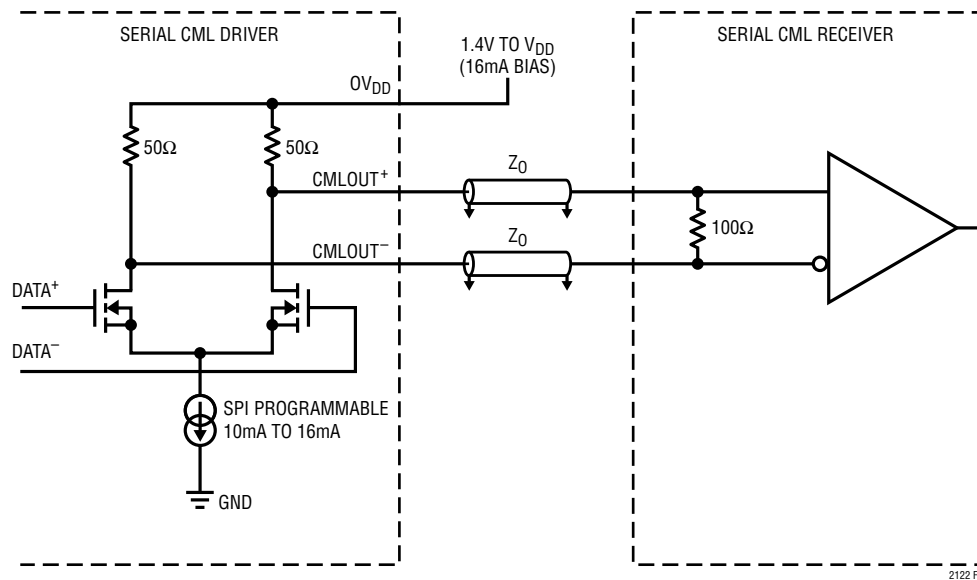 SERIAL CML DRIVER
SERIAL CML RECEIVER
1.4V TO VDD
(16mA BIAS)
OVDD
50Ω
50Ω
CMLOUT+
Z0
100Ω
CMLOUT−
Z0
DATA+
DATA−
SPI PROGRAMMABLE
10mA TO 16mA
GND
2122 F